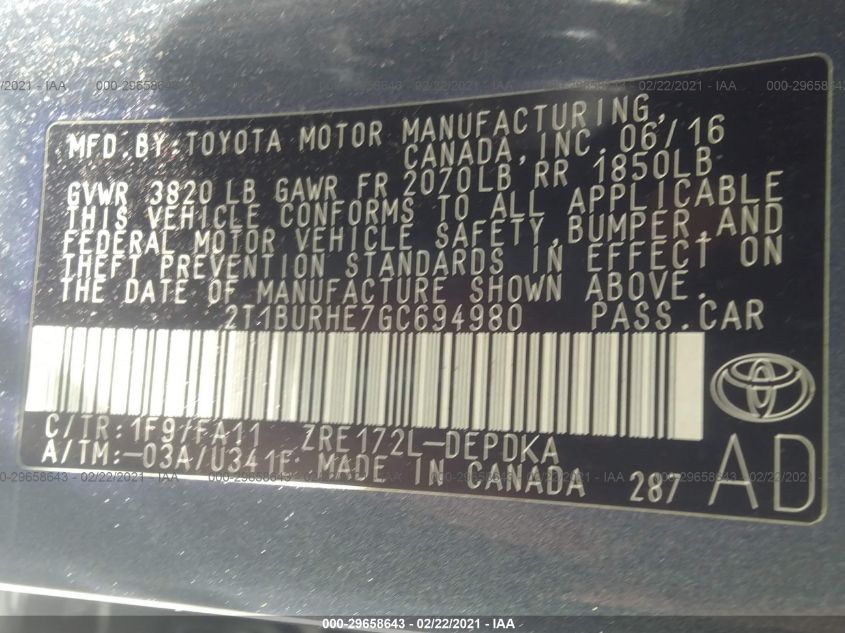 MFD.BY:TOYOTA MOTOR MANUFACTURING,
CANADA,INC.06/16
GVWR 3820 LB GAWR FR 2070LB RR 1850LB
THIS VEHICLE CONFORMS TO ALL APPLICABLE
FEDERAL MOTOR VEHICLE SAFETY,BUMPER,AND
THEFT PREVENTION STANDARDS IN EFFECT ON
THE DATE OF MANUFACTURE SHOWN ABOVE.
2T1BURHE7GC694980 PASS.CAR
C/TR:1F97FA11 ZRE172L-DEPDKA
A/TM:-03A/U341F MADE IN CANADA 287 AD
000-29658643 - 02/22/2021 - IAA